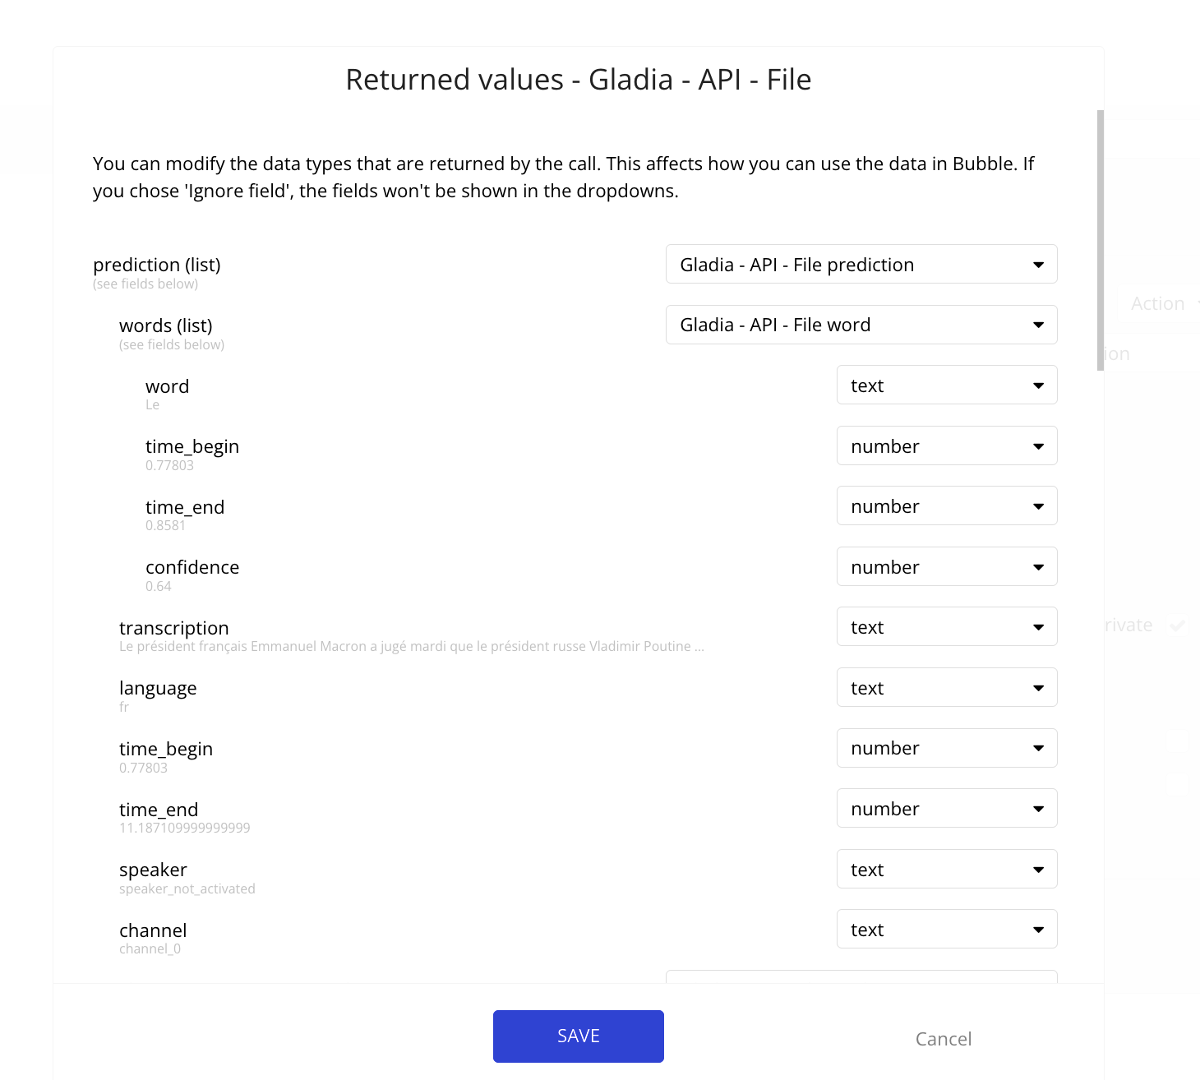 Returned values - Gladia - API - File
You can modify the data types that are returned by the call. This affects how you can use the data in Bubble. If
you chose 'Ignore field', the fields won't be shown in the dropdowns.
prediction (list)
Gladia - API - File prediction
(see fields below)
words (list)
Gladia - API - File word
(see fields below)
word
text
Le
time_begin
number
0.77803
time_end
number
0.8581
confidence
number
0.64
transcription
text
Le président français Emmanuel Macron a jugé mardi que le président russe Vladimir Poutine ...
language
text
fr
time_begin
number
0.77803
time_end
number
11.187109999999999
speaker
text
speaker_not_activated
channel
text
channel_0
SAVE
Cancel
Action
ion
rivate